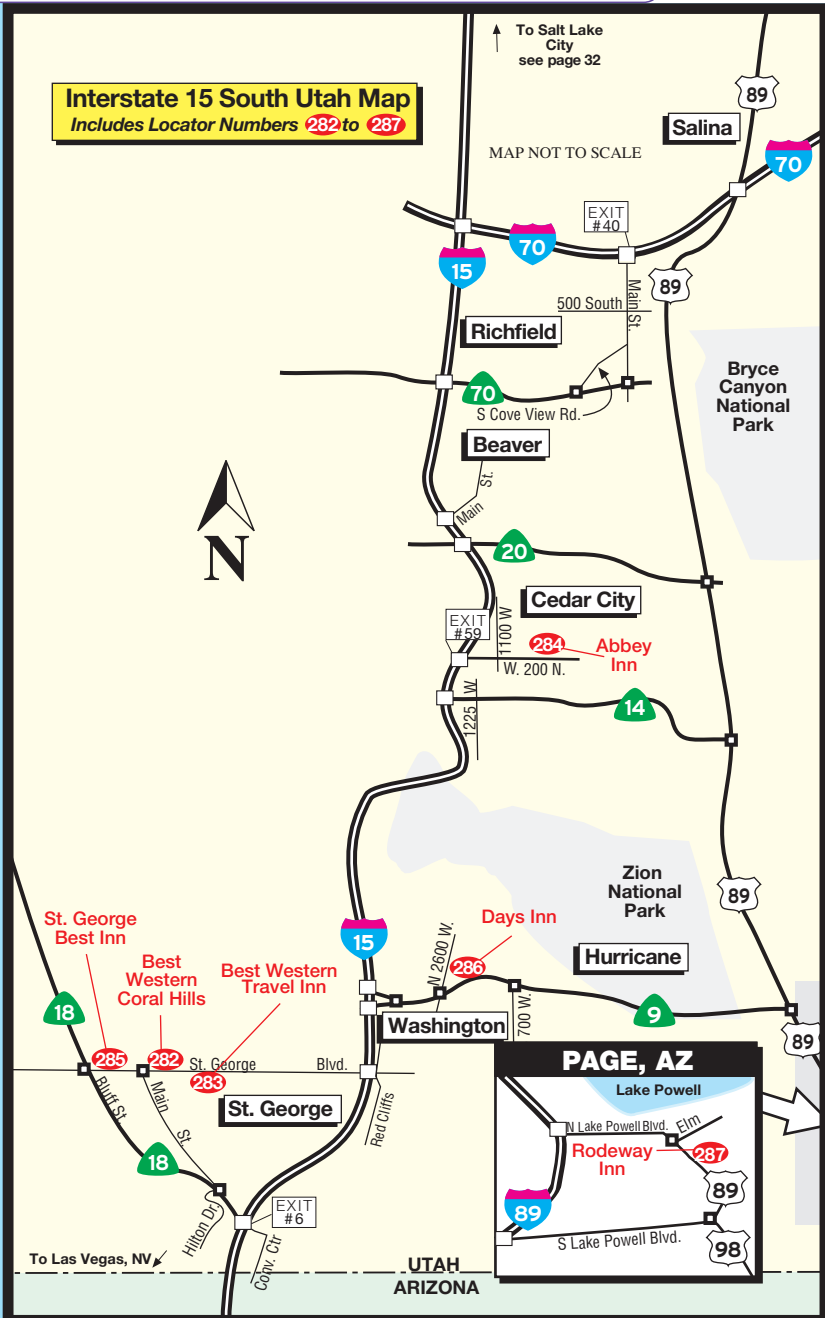 To Salt Lake
City
see page 32
Interstate 15 South Utah Map
Includes Locator Numbers 282 to 287
MAP NOT TO SCALE
89
Salina
70
15
70
EXIT
#40
89
500 South
Main St.
Richfield
70
S Cove View Rd.
Bryce
Canyon
National
Park
Beaver
Main St.
N
20
Cedar City
EXIT
#59
1100 W
284
Abbey
Inn
W. 200 N.
1225 W
14
Zion
National
Park
89
St. George
Best Inn
Best
Western
Coral Hills
Best Western
Travel Inn
15
N 2600 W.
Days Inn
286
Hurricane
700 W.
9
18
Washington
89
285
282
St. George Blvd.
283
Bluff St.
Main St.
St. George
Red Cliffs
18
Hilton Dr.
EXIT
#6
Conv. Ctr
To Las Vegas, NV
UTAH
ARIZONA
PAGE, AZ
Lake Powell
N Lake Powell Blvd.
Elm
Rodeway
Inn
287
89
89
S Lake Powell Blvd.
98